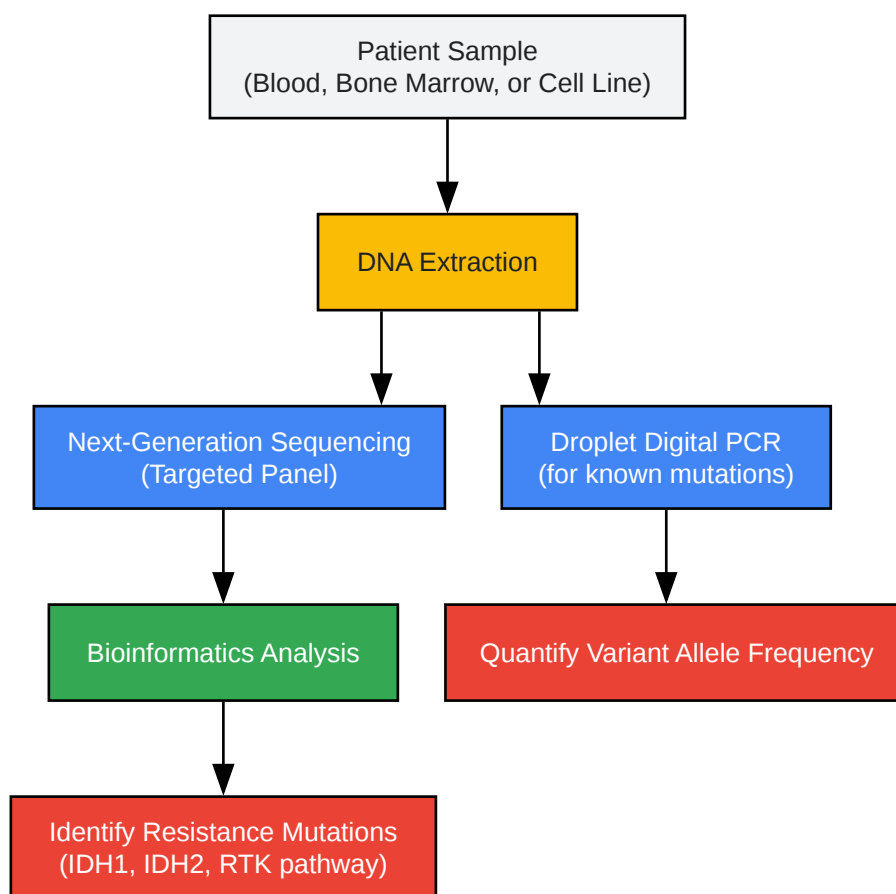 Patient Sample
(Blood, Bone Marrow, or Cell Line)
DNA Extraction
Next-Generation Sequencing
(Targeted Panel)
Droplet Digital PCR
(for known mutations)
Bioinformatics Analysis
Quantify Variant Allele Frequency
Identify Resistance Mutations
(IDH1, IDH2, RTK pathway)